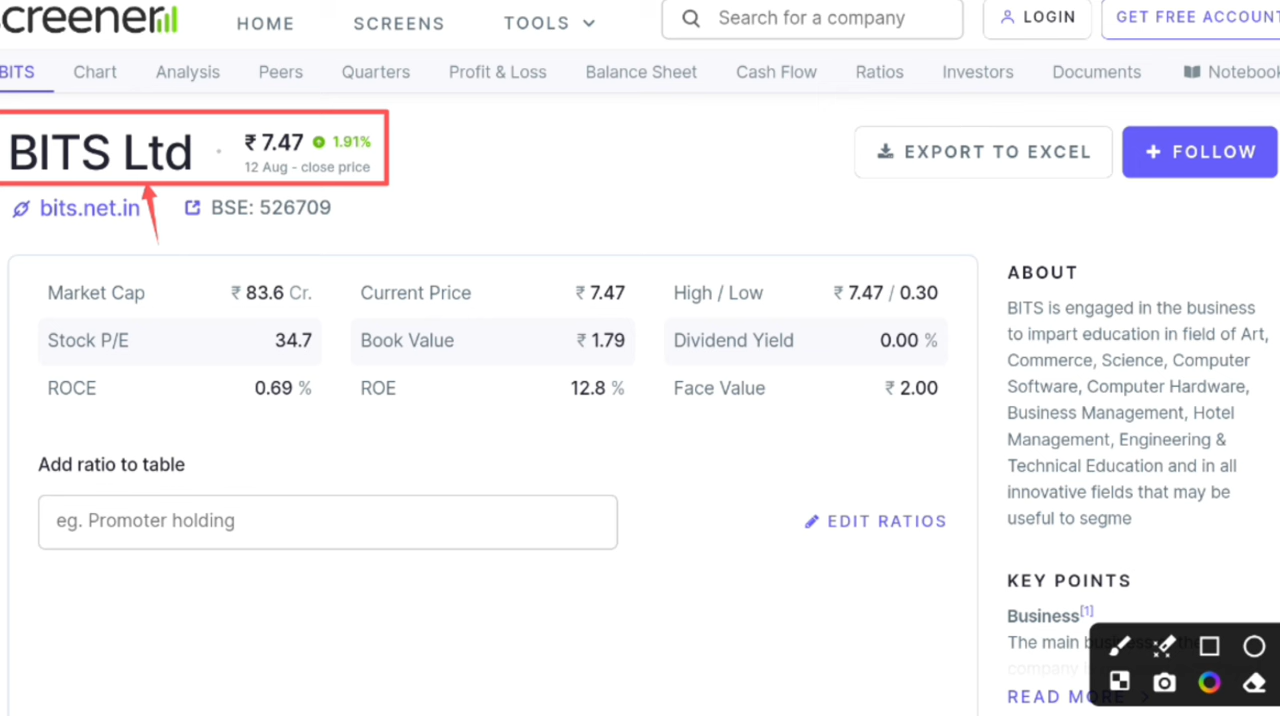 creener
HOME SCREENS TOOLS
Search for a company
LOGIN
GET FREE ACCOUNT
BITS Chart Analysis Peers Quarters Profit & Loss Balance Sheet Cash Flow Ratios Investors Documents Notebook
BITS Ltd
₹ 7.47 1.91%
12 Aug - close price
EXPORT TO EXCEL
+ FOLLOW
bits.net.in BSE: 526709
Market Cap ₹ 83.6 Cr.
Current Price ₹ 7.47
High / Low ₹ 7.47 / 0.30
Stock P/E 34.7
Book Value ₹ 1.79
Dividend Yield 0.00 %
ROCE 0.69 %
ROE 12.8 %
Face Value ₹ 2.00
Add ratio to table
eg. Promoter holding
EDIT RATIOS
ABOUT
BITS is engaged in the business
to impart education in field of Art,
Commerce, Science, Computer
Software, Computer Hardware,
Business Management, Hotel
Management, Engineering &
Technical Education and in all
innovative fields that may be
useful to segme
KEY POINTS
Business[1]
The main business of the
company
READ MORE